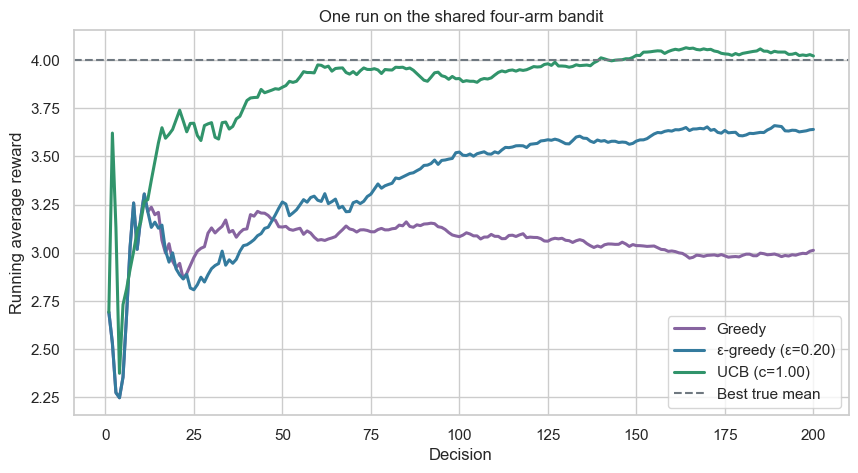 One run on the shared four-arm bandit
Running average reward
4.00
3.75
3.50
3.25
3.00
2.75
2.50
2.25
0 25 50 75 100 125 150 175 200
Decision
Greedy
ε-greedy (ε=0.20)
UCB (c=1.00)
Best true mean